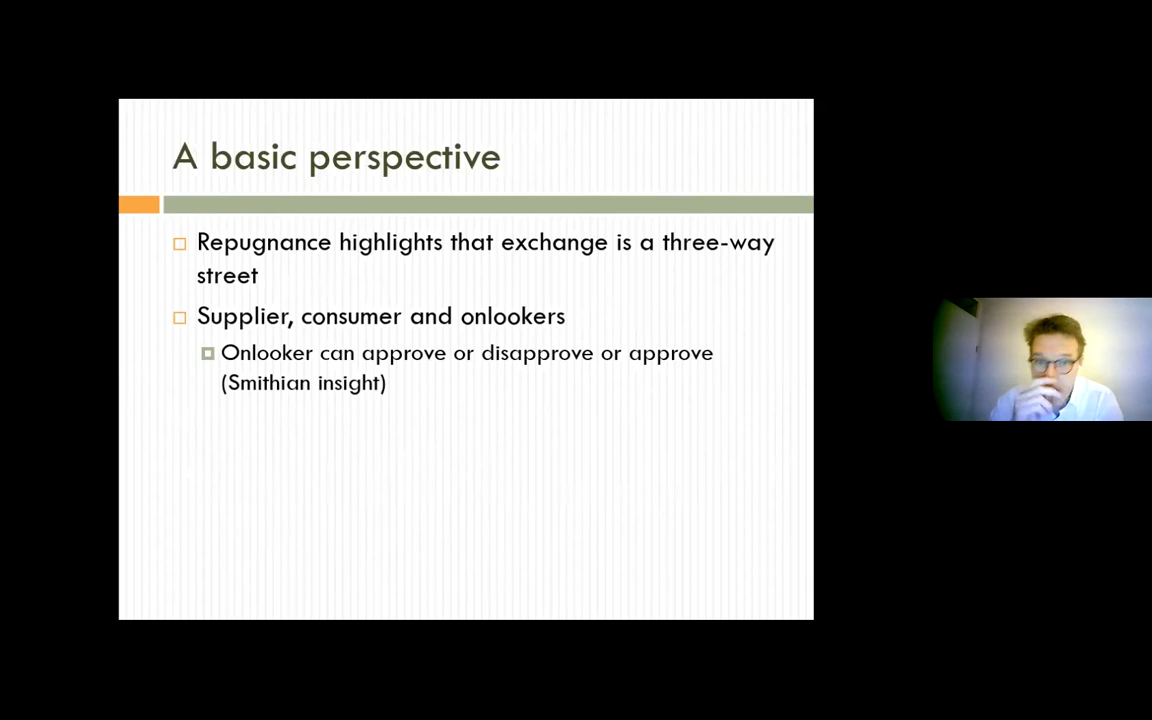 A basic perspective
Repugnance highlights that exchange is a three-way
street
Supplier, consumer and onlookers
Onlooker can approve or disapprove or approve
(Smithian insight)